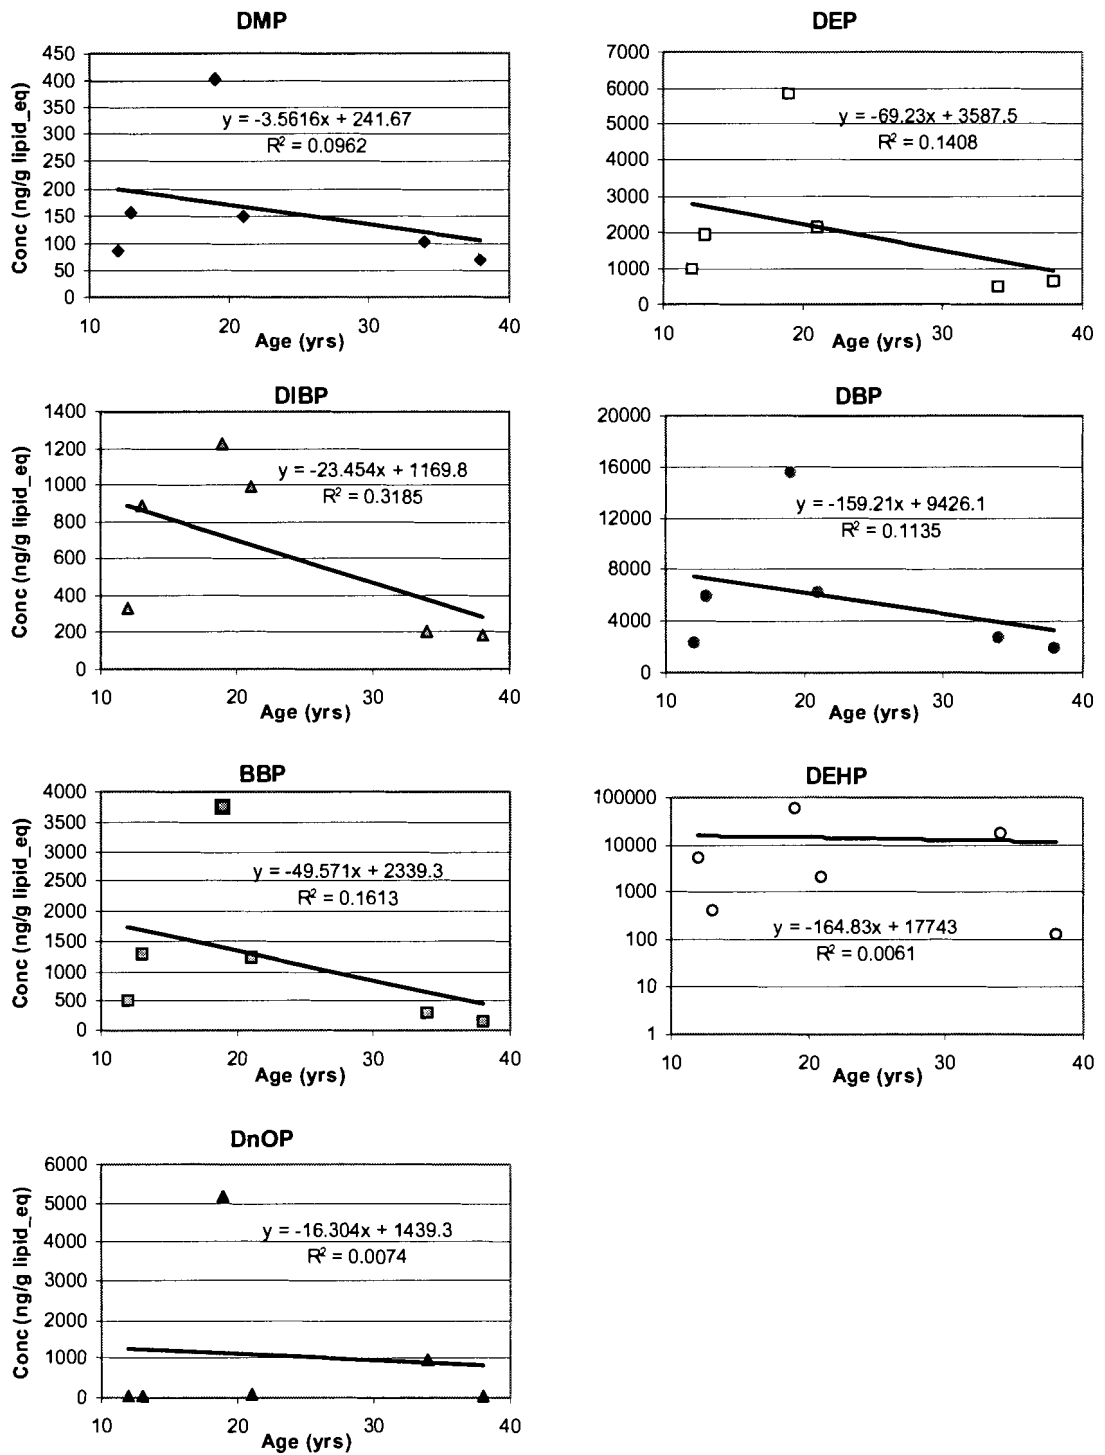 DMP
450
400
350
300
250
200
150
100
50
0
Conc (ng/g lipid_eq)
y = -3.5616x + 241.67
R² = 0.0962
10 20 30 40
Age (yrs)
DEP
7000
6000
5000
4000
3000
2000
1000
0
y = -69.23x + 3587.5
R² = 0.1408
10 20 30 40
Age (yrs)
DIBP
1400
1200
1000
800
600
400
200
0
Conc (ng/g lipid_eq)
y = -23.454x + 1169.8
R² = 0.3185
10 20 30 40
Age (yrs)
DBP
20000
16000
12000
8000
4000
0
y = -159.21x + 9426.1
R² = 0.1135
10 20 30 40
Age (yrs)
BBP
4000
3500
3000
2500
2000
1500
1000
500
0
Conc (ng/g lipid_eq)
y = -49.571x + 2339.3
R² = 0.1613
10 20 30 40
Age (yrs)
DEHP
100000
10000
1000
100
10
1
y = -164.83x + 17743
R² = 0.0061
10 20 30 40
Age (yrs)
DnOP
6000
5000
4000
3000
2000
1000
0
Conc (ng/g lipid_eq)
y = -16.304x + 1439.3
R² = 0.0074
10 20 30 40
Age (yrs)